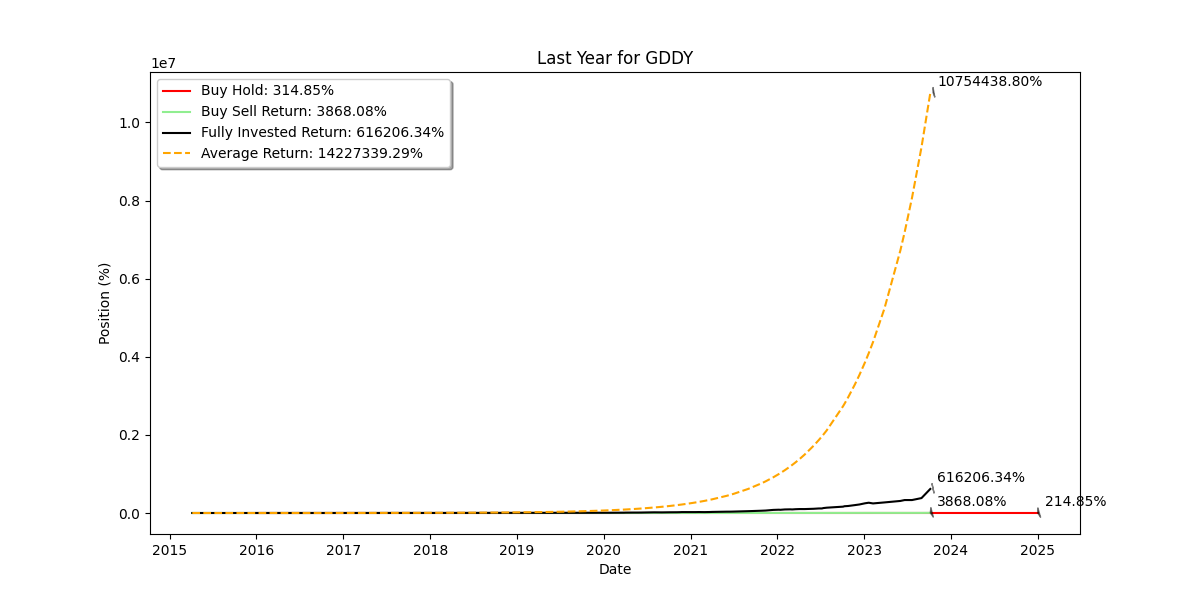 Last Year for GDDY
1e7
Buy Hold: 314.85%
Buy Sell Return: 3868.08%
Fully Invested Return: 616206.34%
Average Return: 14227339.29%
10754438.80%
616206.34%
3868.08%
214.85%
1.0
0.8
0.6
0.4
0.2
0.0
Position (%)
2015 2016 2017 2018 2019 2020 2021 2022 2023 2024 2025
Date